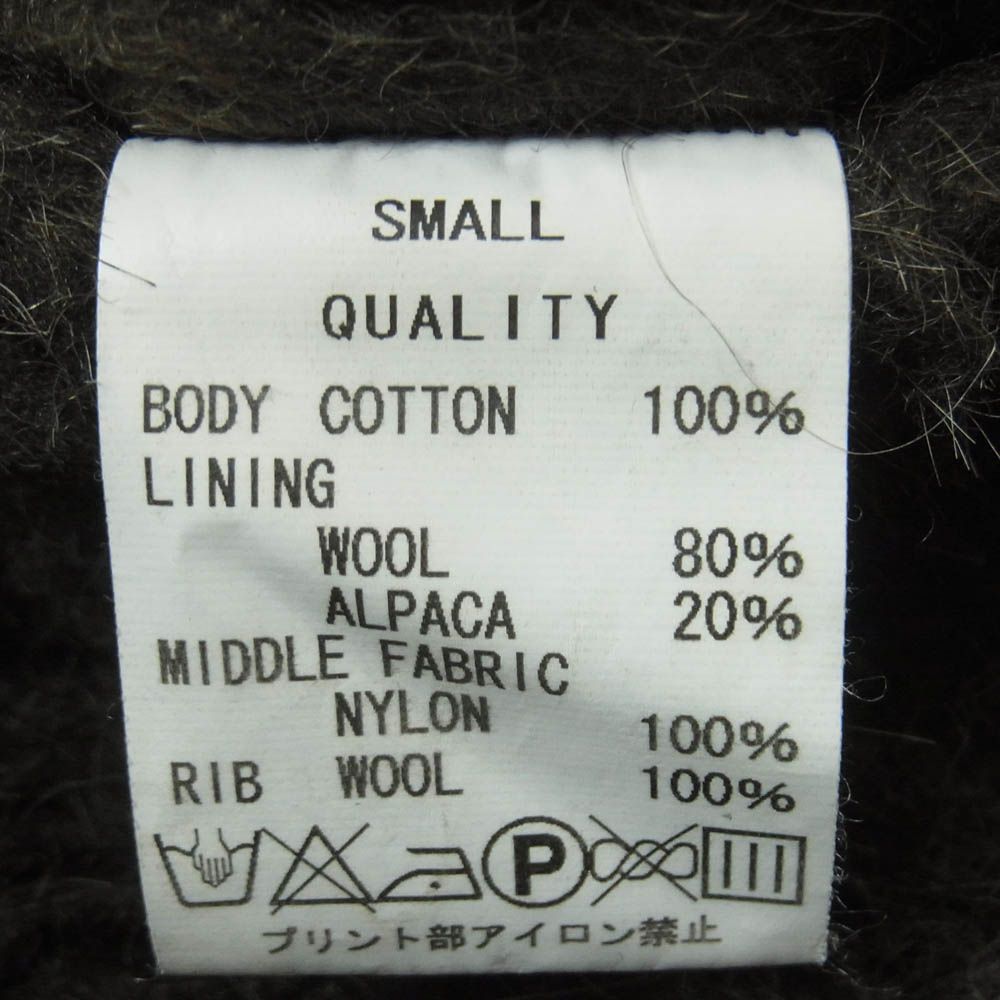 SMALL
QUALITY
BODY COTTON 100%
LINING
WOOL 80%
ALPACA 20%
MIDDLE FABRIC
NYLON 100%
RIB WOOL 100%
P
プリント部アイロン禁止